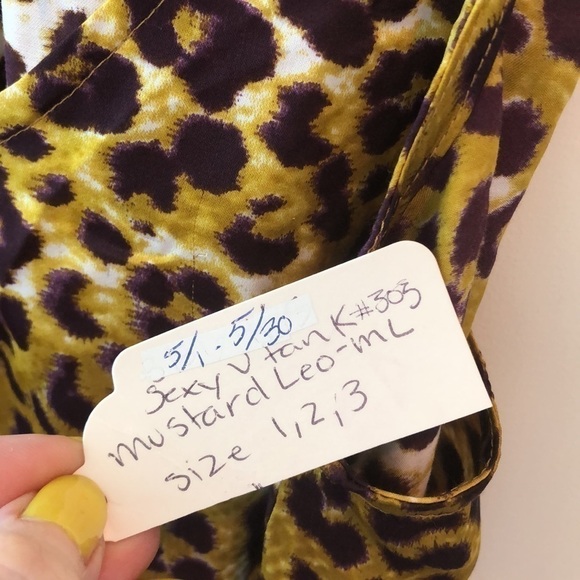 5/1 - 5/30
Sexy V tank #303
mustard Leo-ML
size 1,2,3